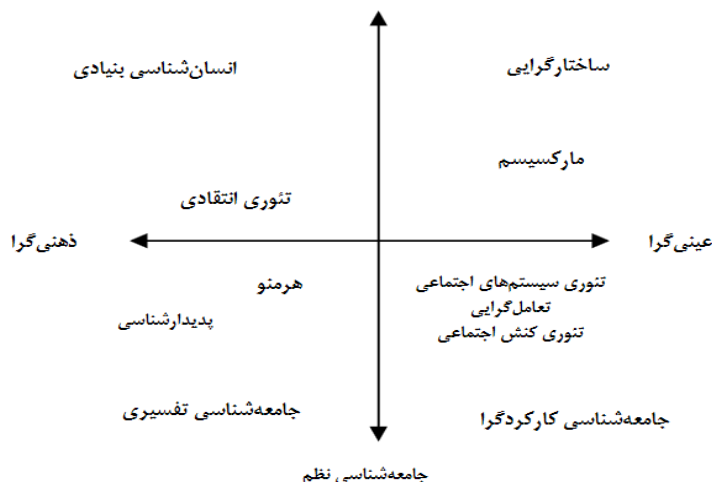 ساختارگرایی
انسان‌شناسی بنیادی
مارکسیسم
تئوری انتقادی
عینی‌گرا
ذهنی‌گرا
تئوری سیستم‌های اجتماعی
تعامل‌گرایی
تئوری کنش اجتماعی
هرمنو
پدیدارشناسی
جامعه‌شناسی کارکردگرا
جامعه‌شناسی تفسیری
جامعه‌شناسی نظم